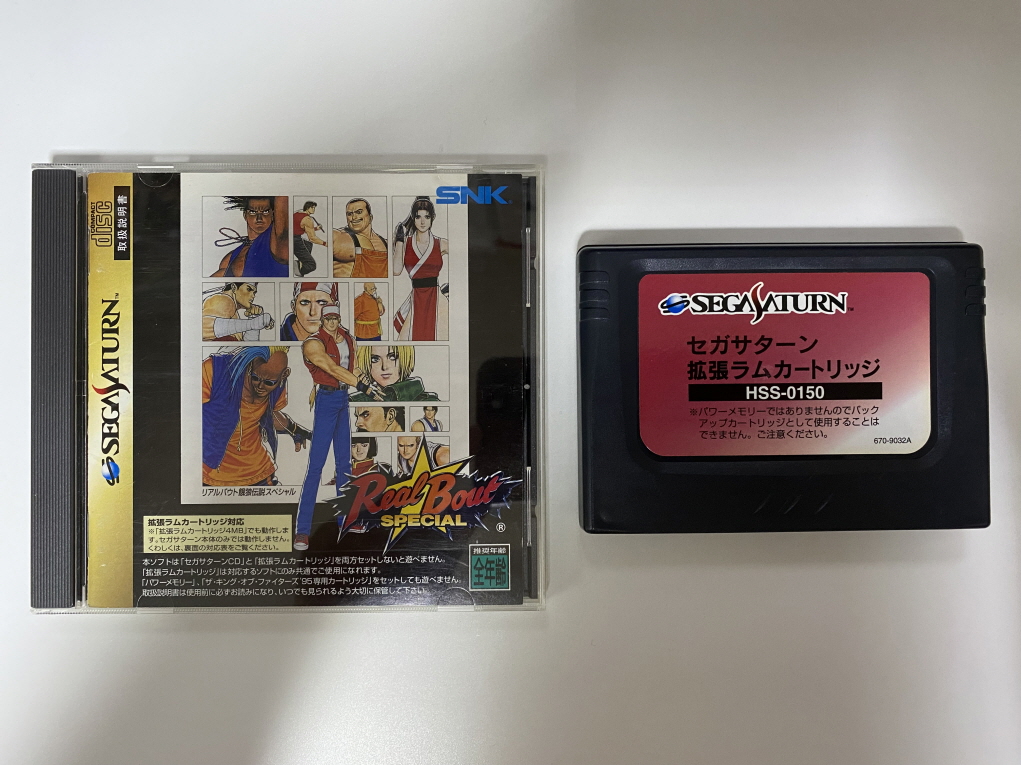 COMPACT
disc
取扱説明書
SEGA SATURN™
SNK®
リアルバウト餓狼伝説スペシャル
Real Bout
SPECIAL
®
拡張ラムカートリッジ対応
※「拡張ラムカートリッジ4MB」でも動作しま
す。セガサターン本体のみでは動作しません。
くわしくは、裏面の対応表をご覧ください。
本ソフトは「セガサターンCD」と「拡張ラムカートリッジ」を両方セットしないと遊べません。
「拡張ラムカートリッジ」は対応するソフトにのみ共通でご使用になれます。
「パワーメモリー」、「ザ・キング・オブ・ファイターズ'95専用カートリッジ」をセットしても遊べません。
取扱説明書は使用前に必ずお読みになり、いつでも見られるよう大切に保管して下さい。
推奨年齢
全年齢
SEGA SATURN™
セガサターン
拡張ラムカートリッジ
HSS-0150
※パワーメモリーではありませんのでバック
アップカートリッジとして使用することは
できません。ご注意ください。
670-9032A